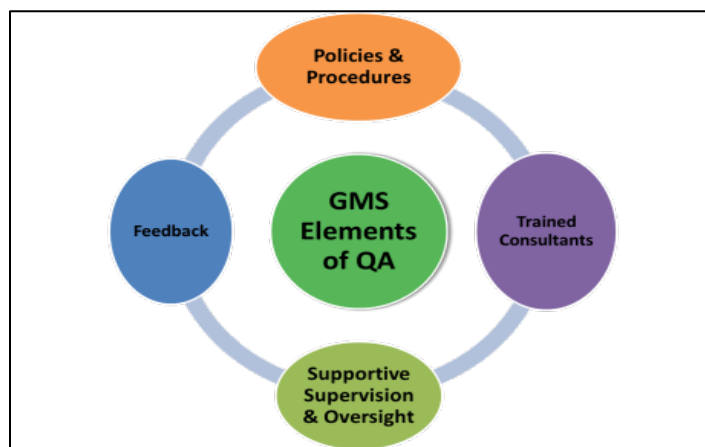 Policies &
Procedures
Feedback
GMS
Elements
of QA
Trained
Consultants
Supportive
Supervision
& Oversight